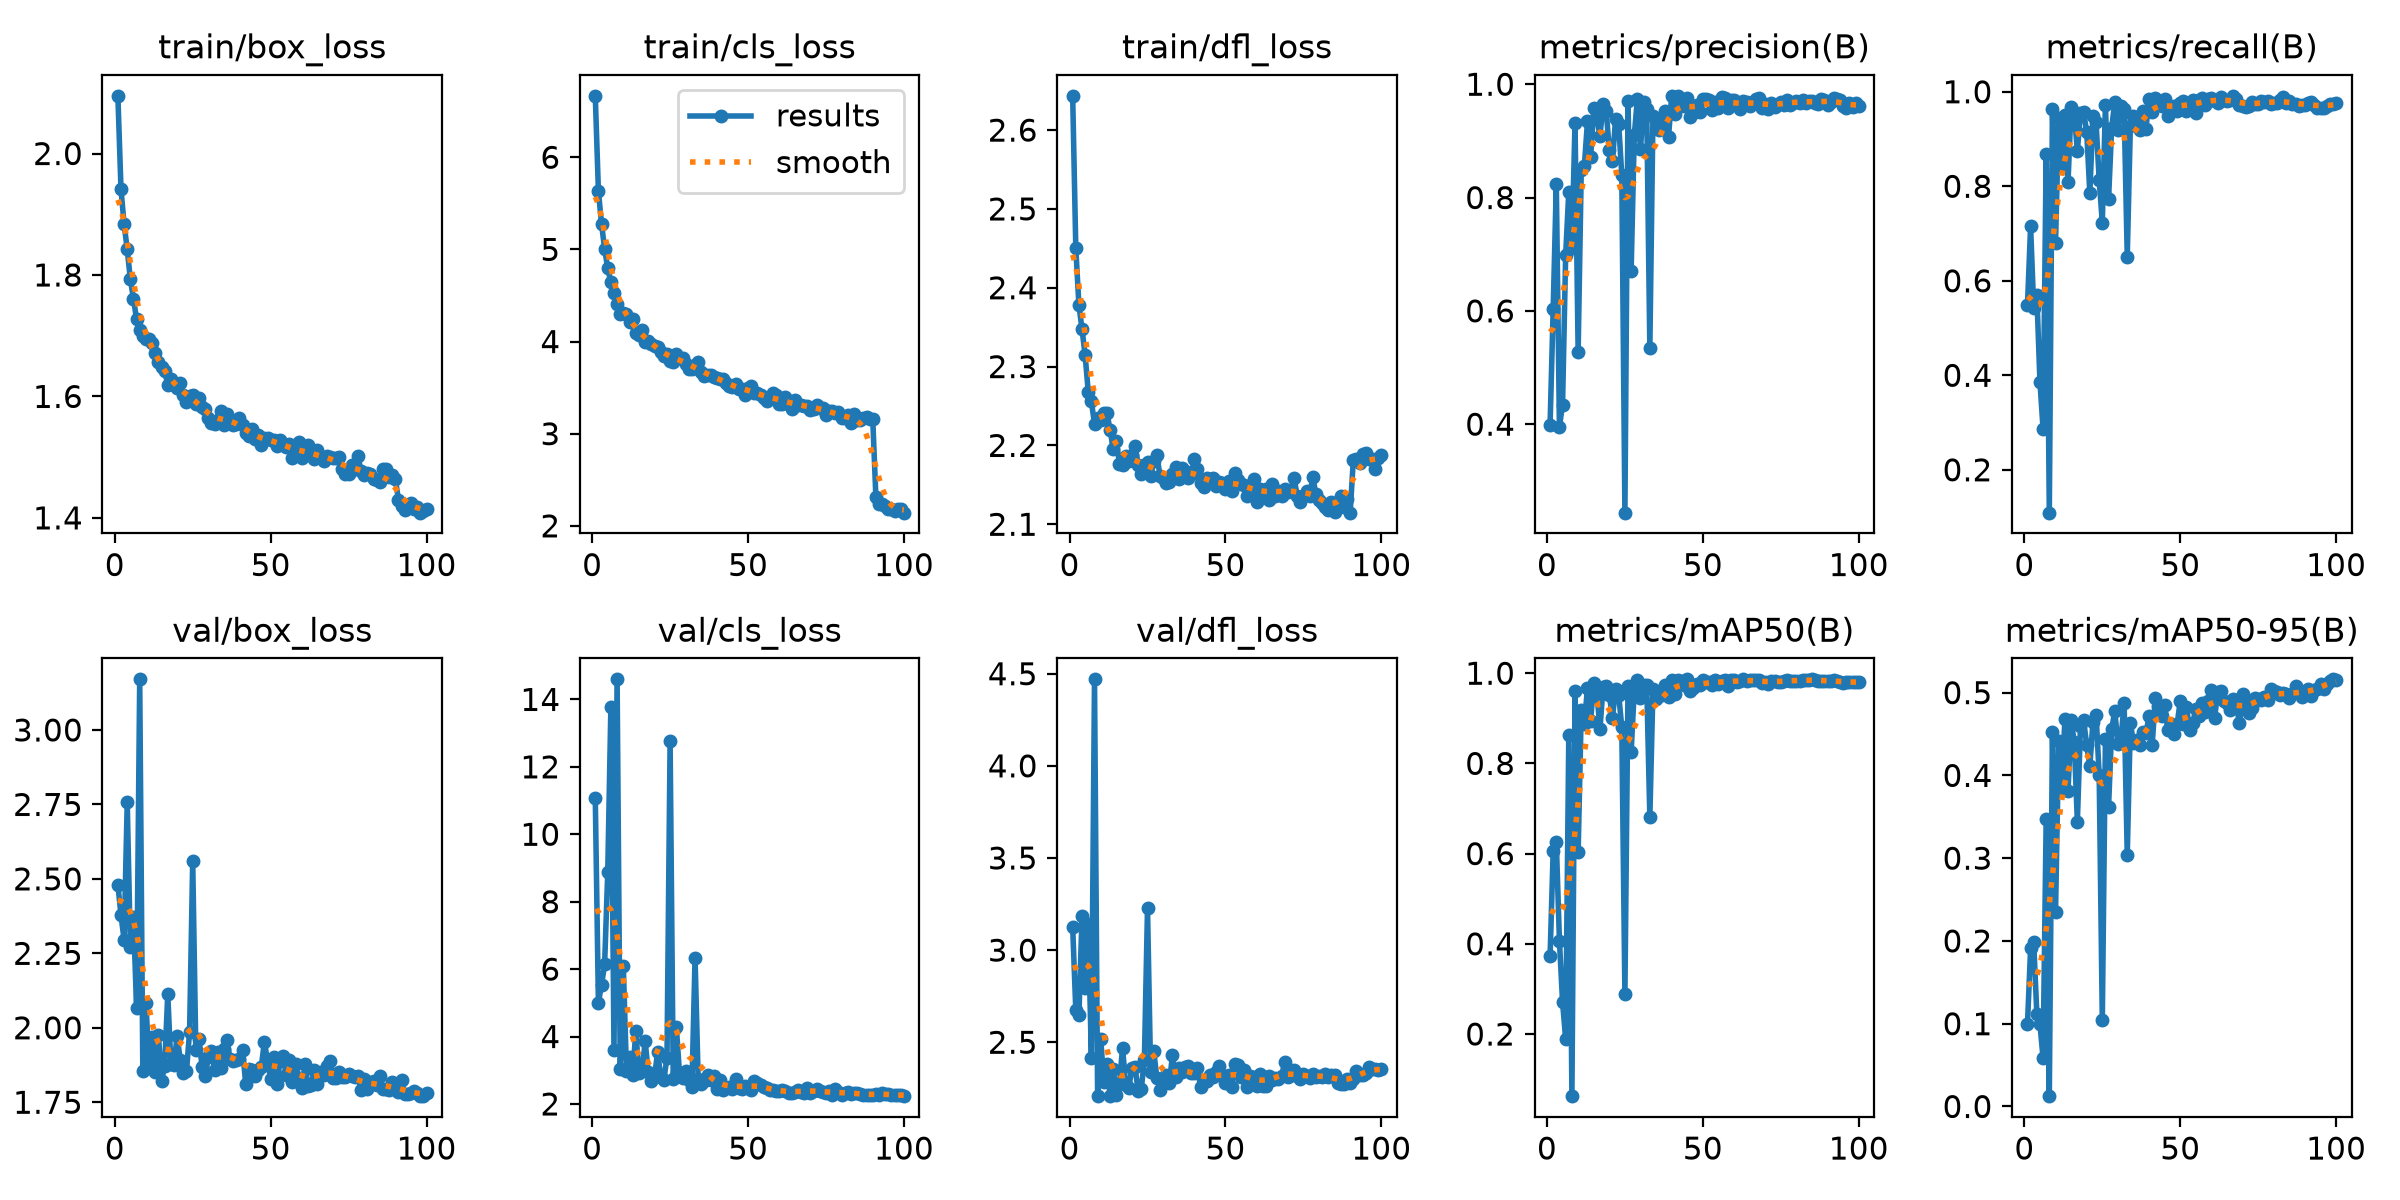 train/box_loss
2.0
1.8
1.6
1.4
0 50 100
train/cls_loss
results
smooth
6
5
4
3
2
0 50 100
train/dfl_loss
2.6
2.5
2.4
2.3
2.2
2.1
0 50 100
metrics/precision(B)
1.0
0.8
0.6
0.4
0 50 100
metrics/recall(B)
1.0
0.8
0.6
0.4
0.2
0 50 100
val/box_loss
3.00
2.75
2.50
2.25
2.00
1.75
0 50 100
val/cls_loss
14
12
10
8
6
4
2
0 50 100
val/dfl_loss
4.5
4.0
3.5
3.0
2.5
0 50 100
metrics/mAP50(B)
1.0
0.8
0.6
0.4
0.2
0 50 100
metrics/mAP50-95(B)
0.5
0.4
0.3
0.2
0.1
0.0
0 50 100